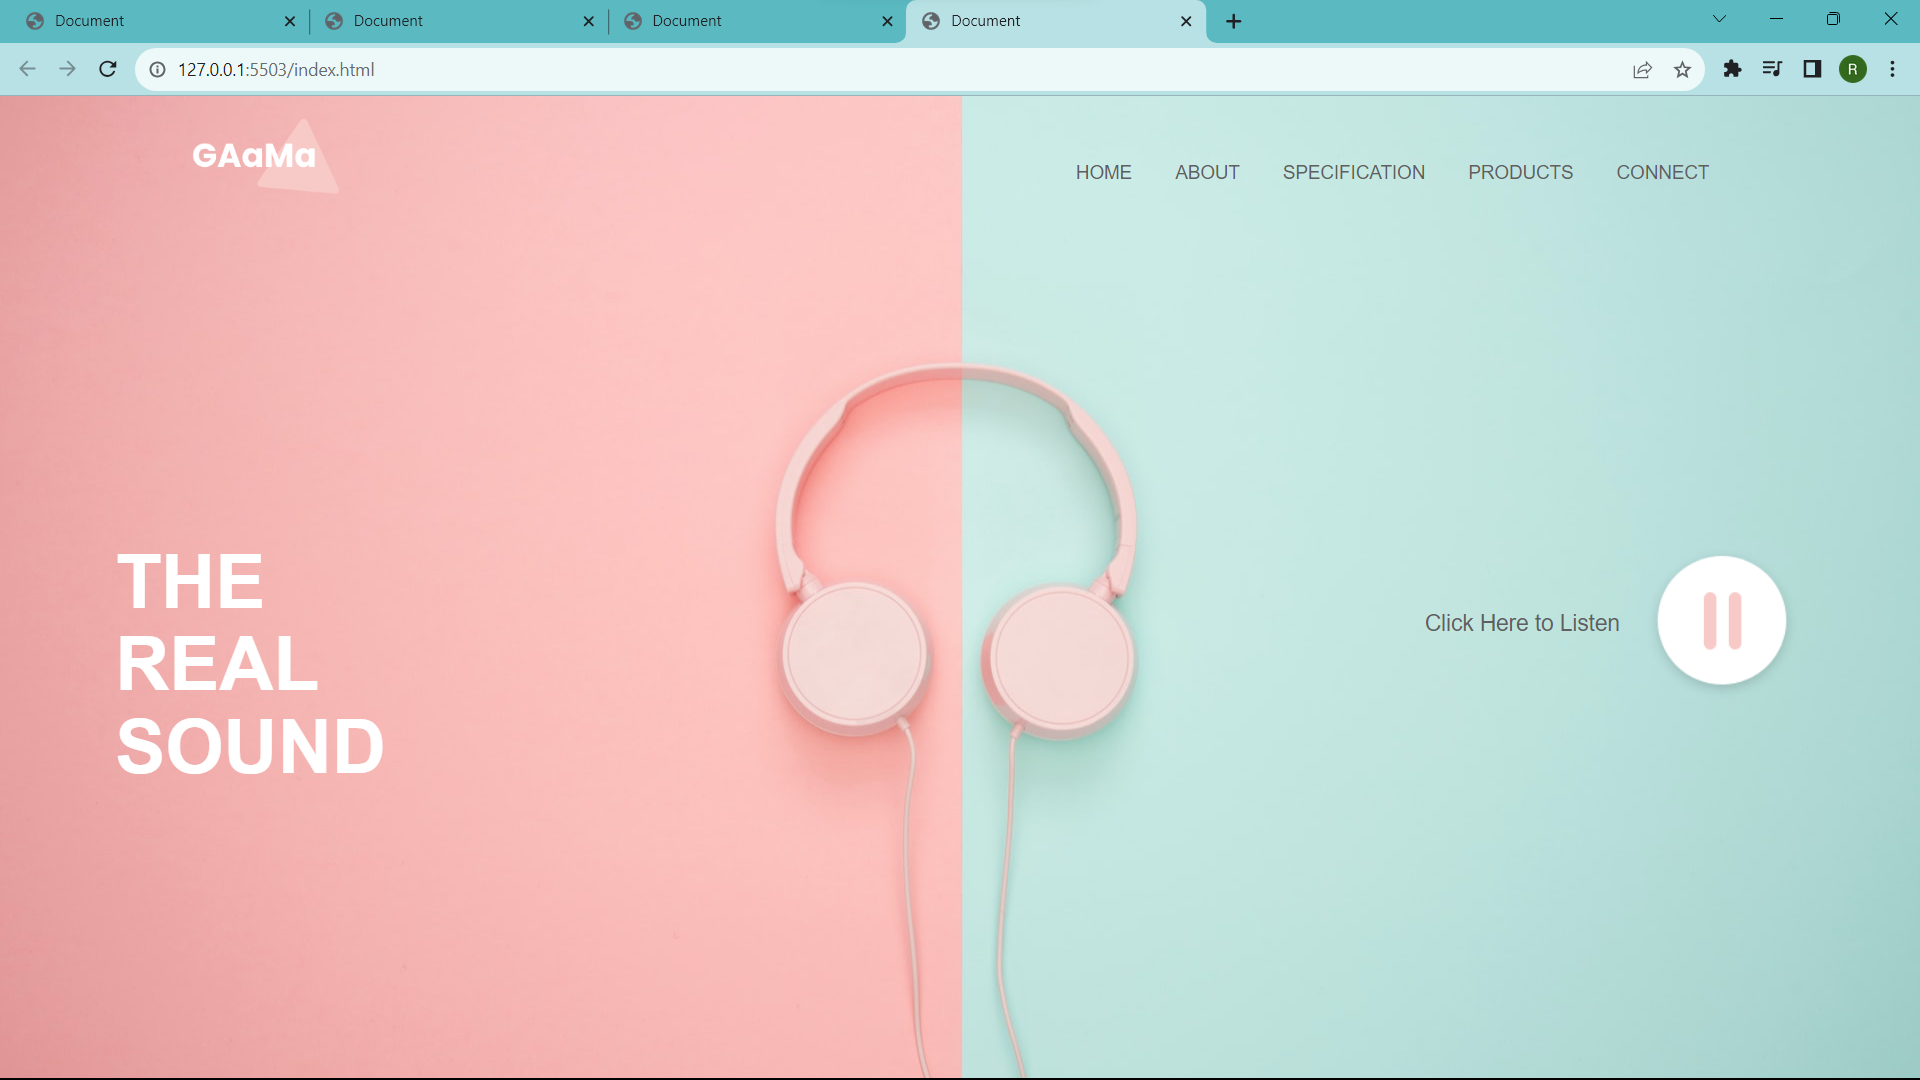 Document
Document
Document
Document
127.0.0.1:5503/index.html
R
GAaMa
HOME ABOUT SPECIFICATION PRODUCTS CONNECT
THE
REAL
SOUND
Click Here to Listen